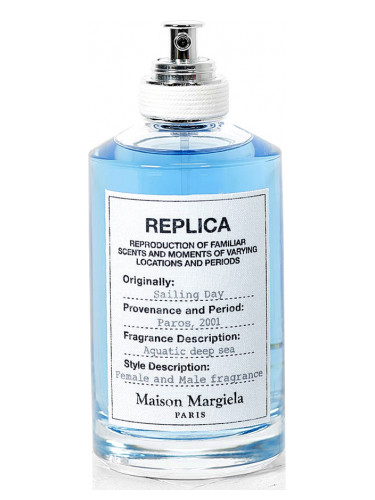 REPLICA
REPRODUCTION OF FAMILIAR
SCENTS AND MOMENTS OF VARYING
LOCATIONS AND PERIODS
Originally:
Sailing Day
Provenance and Period:
Paros, 2001
Fragrance Description:
Aquatic deep sea
Style Description:
Female and Male fragrance
Maison Margiela
PARIS